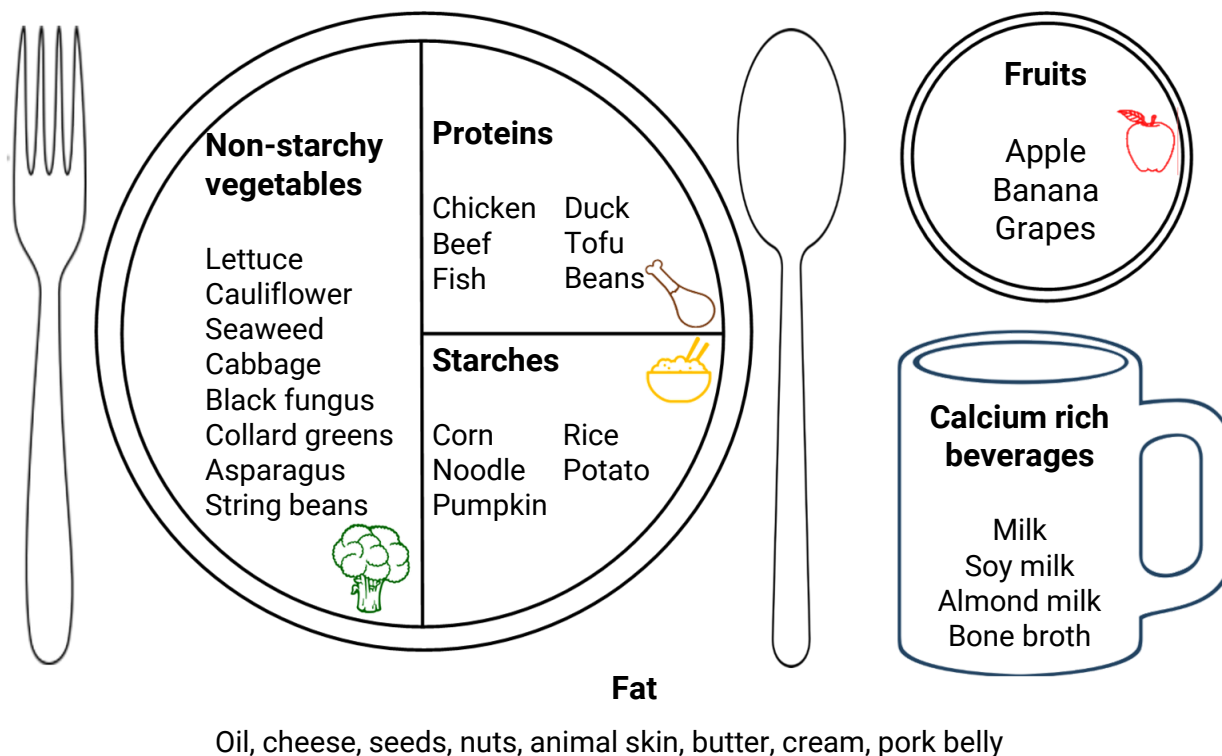 Non-starchy
vegetables
Lettuce
Cauliflower
Seaweed
Cabbage
Black fungus
Collard greens
Asparagus
String beans
Proteins
Chicken Duck
Beef Tofu
Fish Beans
Starches
Corn Rice
Noodle Potato
Pumpkin
Fruits
Apple
Banana
Grapes
Calcium rich
beverages
Milk
Soy milk
Almond milk
Bone broth
Fat
Oil, cheese, seeds, nuts, animal skin, butter, cream, pork belly